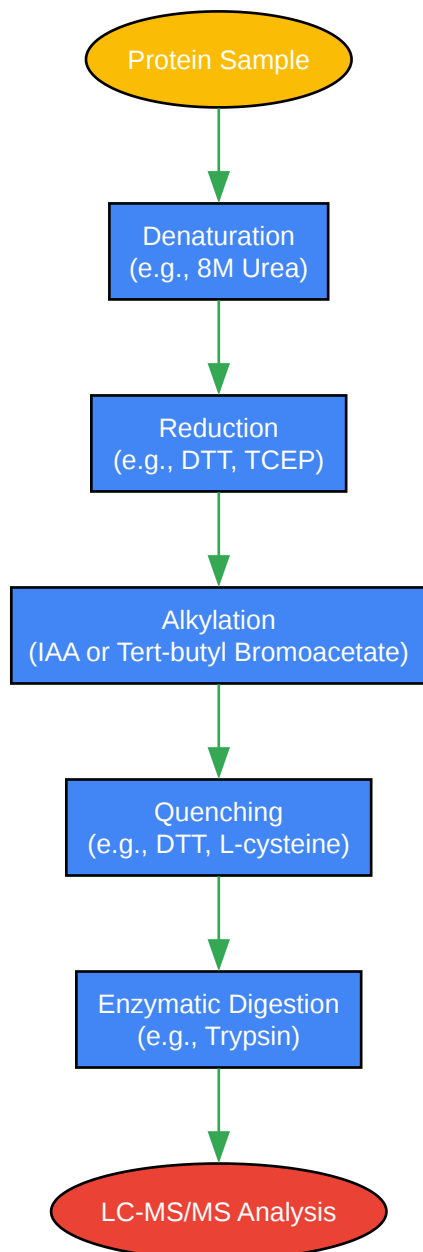 Protein Sample
Denaturation
(e.g., 8M Urea)
Reduction
(e.g., DTT, TCEP)
Alkylation
(IAA or Tert-butyl Bromoacetate)
Quenching
(e.g., DTT, L-cysteine)
Enzymatic Digestion
(e.g., Trypsin)
LC-MS/MS Analysis